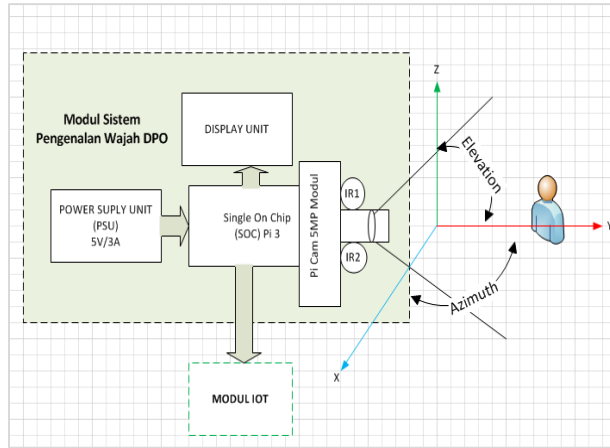 Modul Sistem
Pengenalan Wajah DPO
DISPLAY UNIT
POWER SUPLY UNIT
(PSU)
5V/3A
Single On Chip
(SOC) Pi 3
Pi Cam 5MP Modul
IR1
IR2
Z
Elevation
Y
Azimuth
X
MODUL IOT